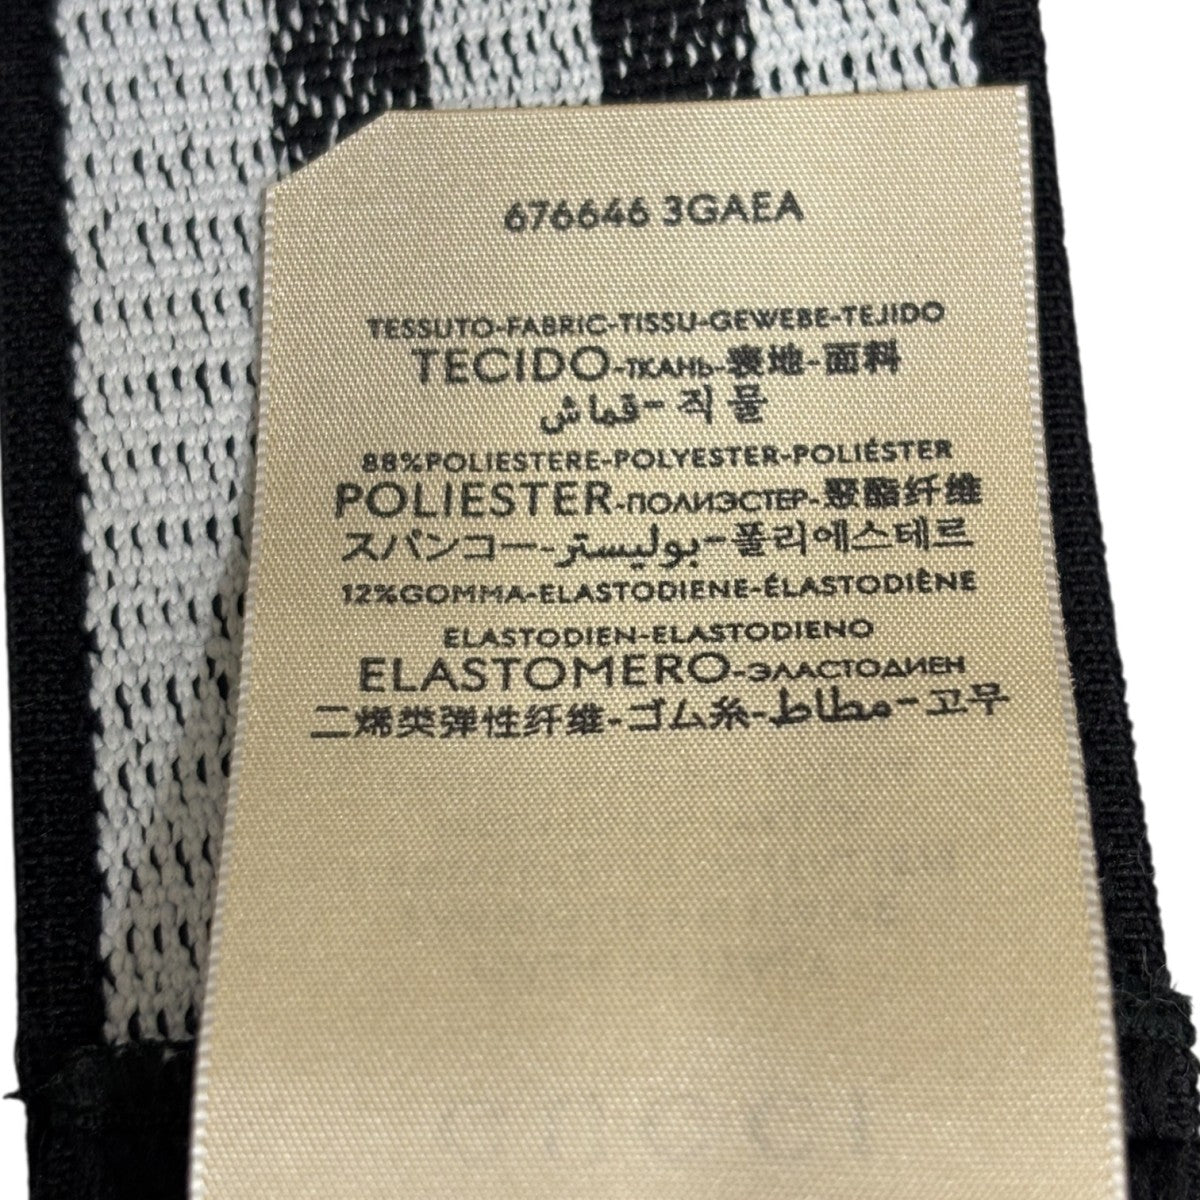 676646 3GAEA
TESSUTO-FABRIC-TISSU-GEWEBE-TEJIDO
TECIDO-ТКАНЬ-表地-面料
قماش-직물
88%POLIESTERE-POLYESTER-POLIÉSTER
POLIESTER-ПОЛИЭСТЕР-聚酯纤维
スパンコー-بوليستر-폴리에스테르
12%GOMMA-ELASTODIENE-ÉLASTODIÈNE
ELASTODIEN-ELASTODIENO
ELASTOMERO-ЭЛАСТОДИЕН
二烯类弹性纤维-ゴム糸-مطاط-고무